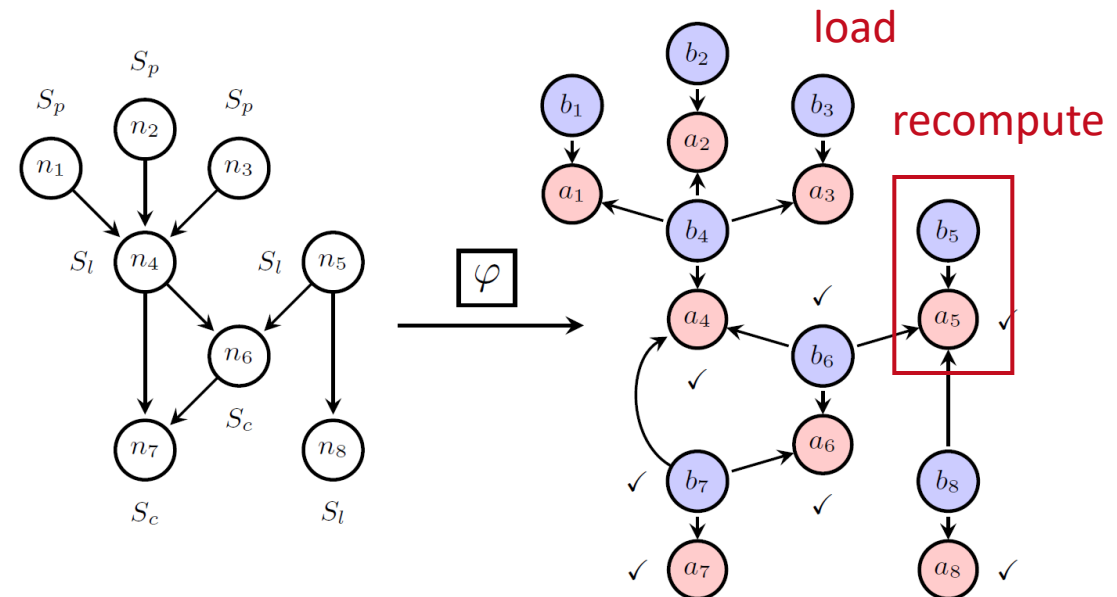 load
recompute
S_p
S_p
S_p
n_1
n_2
n_3
S_l
n_4
S_l
n_5
n_6
S_c
n_7
n_8
S_c
S_l
φ
b_2
b_1
b_3
a_2
a_1
a_3
b_4
b_5
✓
a_4
a_5
✓
b_6
✓
a_6
✓
b_7
✓
b_8
✓
a_7
a_8
✓